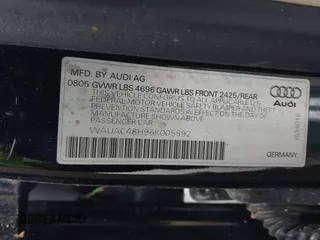 MFD. BY AUDI AG
0805 GVWR LBS 4696 GAWR LBS FRONT 2425/REAR
THIS VEHICLE CONFORMS TO ALL APPLICABLE U.S.
FEDERAL MOTOR VEHICLE SAFETY BUMPER AND THEFT
PREVENTION STANDARDS IN EFFECT ON THE DATE OF
MANUFACTURE SHOWN ABOVE
PASSENGER CAR
Audi
GERMANY